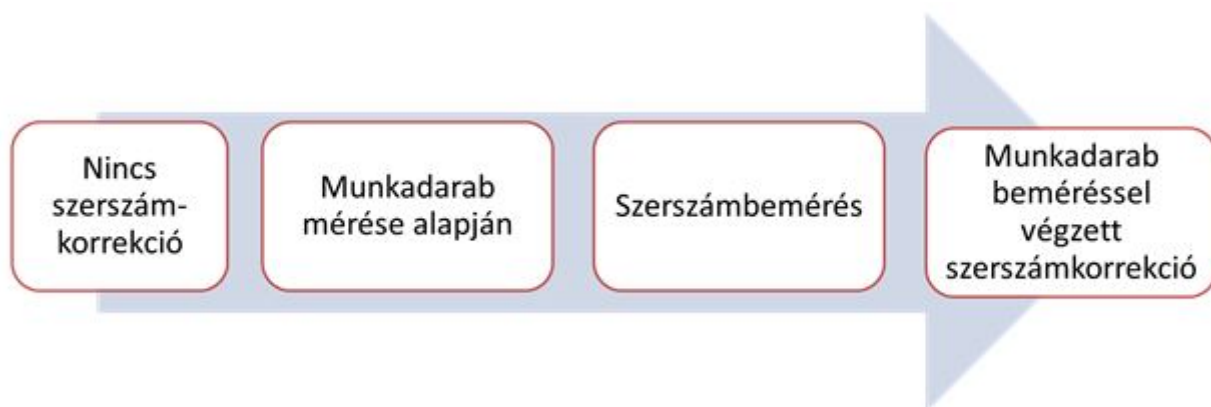 Nincs
szerszám-
korrekció
Munkadarab
mérése alapján
Szerszámbemérés
Munkadarab
beméréssel
végzett
szerszámkorrekció